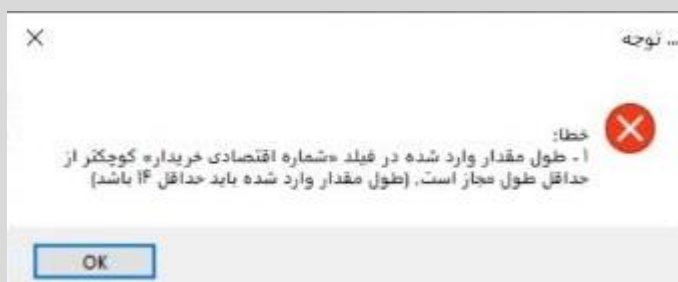 توجه ...
خطا:
۱ - طول مقدار وارد شده در فیلد «شماره اقتصادی خریدار» کوچکتر از
حداقل طول مجاز است. (طول مقدار وارد شده باید حداقل ۱۴ باشد)
OK